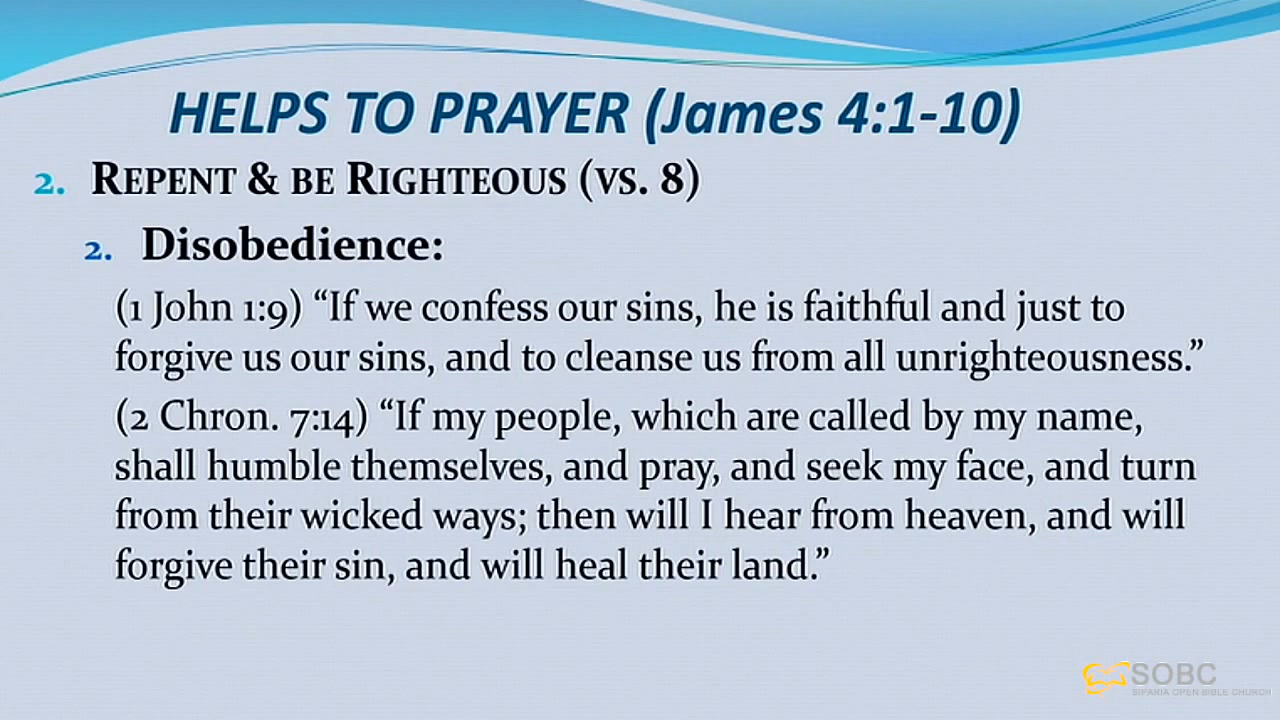 HELPS TO PRAYER (James 4:1-10)
2. REPENT & BE RIGHTEOUS (VS. 8)
2. Disobedience:
(1 John 1:9) “If we confess our sins, he is faithful and just to
forgive us our sins, and to cleanse us from all unrighteousness.”
(2 Chron. 7:14) “If my people, which are called by my name,
shall humble themselves, and pray, and seek my face, and turn
from their wicked ways; then will I hear from heaven, and will
forgive their sin, and will heal their land.”
SOBC
SIPARIA OPEN BIBLE CHURCH